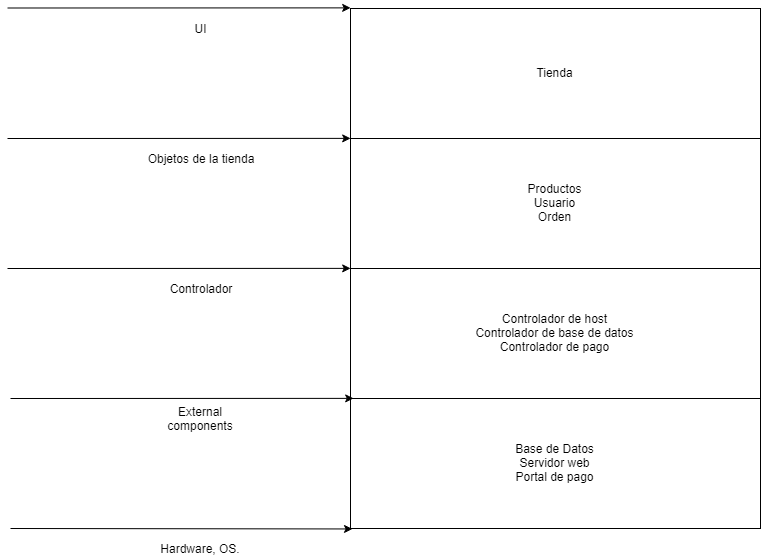 UI
Tienda
Objetos de la tienda
Productos
Usuario
Orden
Controlador
Controlador de host
Controlador de base de datos
Controlador de pago
External
components
Base de Datos
Servidor web
Portal de pago
Hardware, OS.